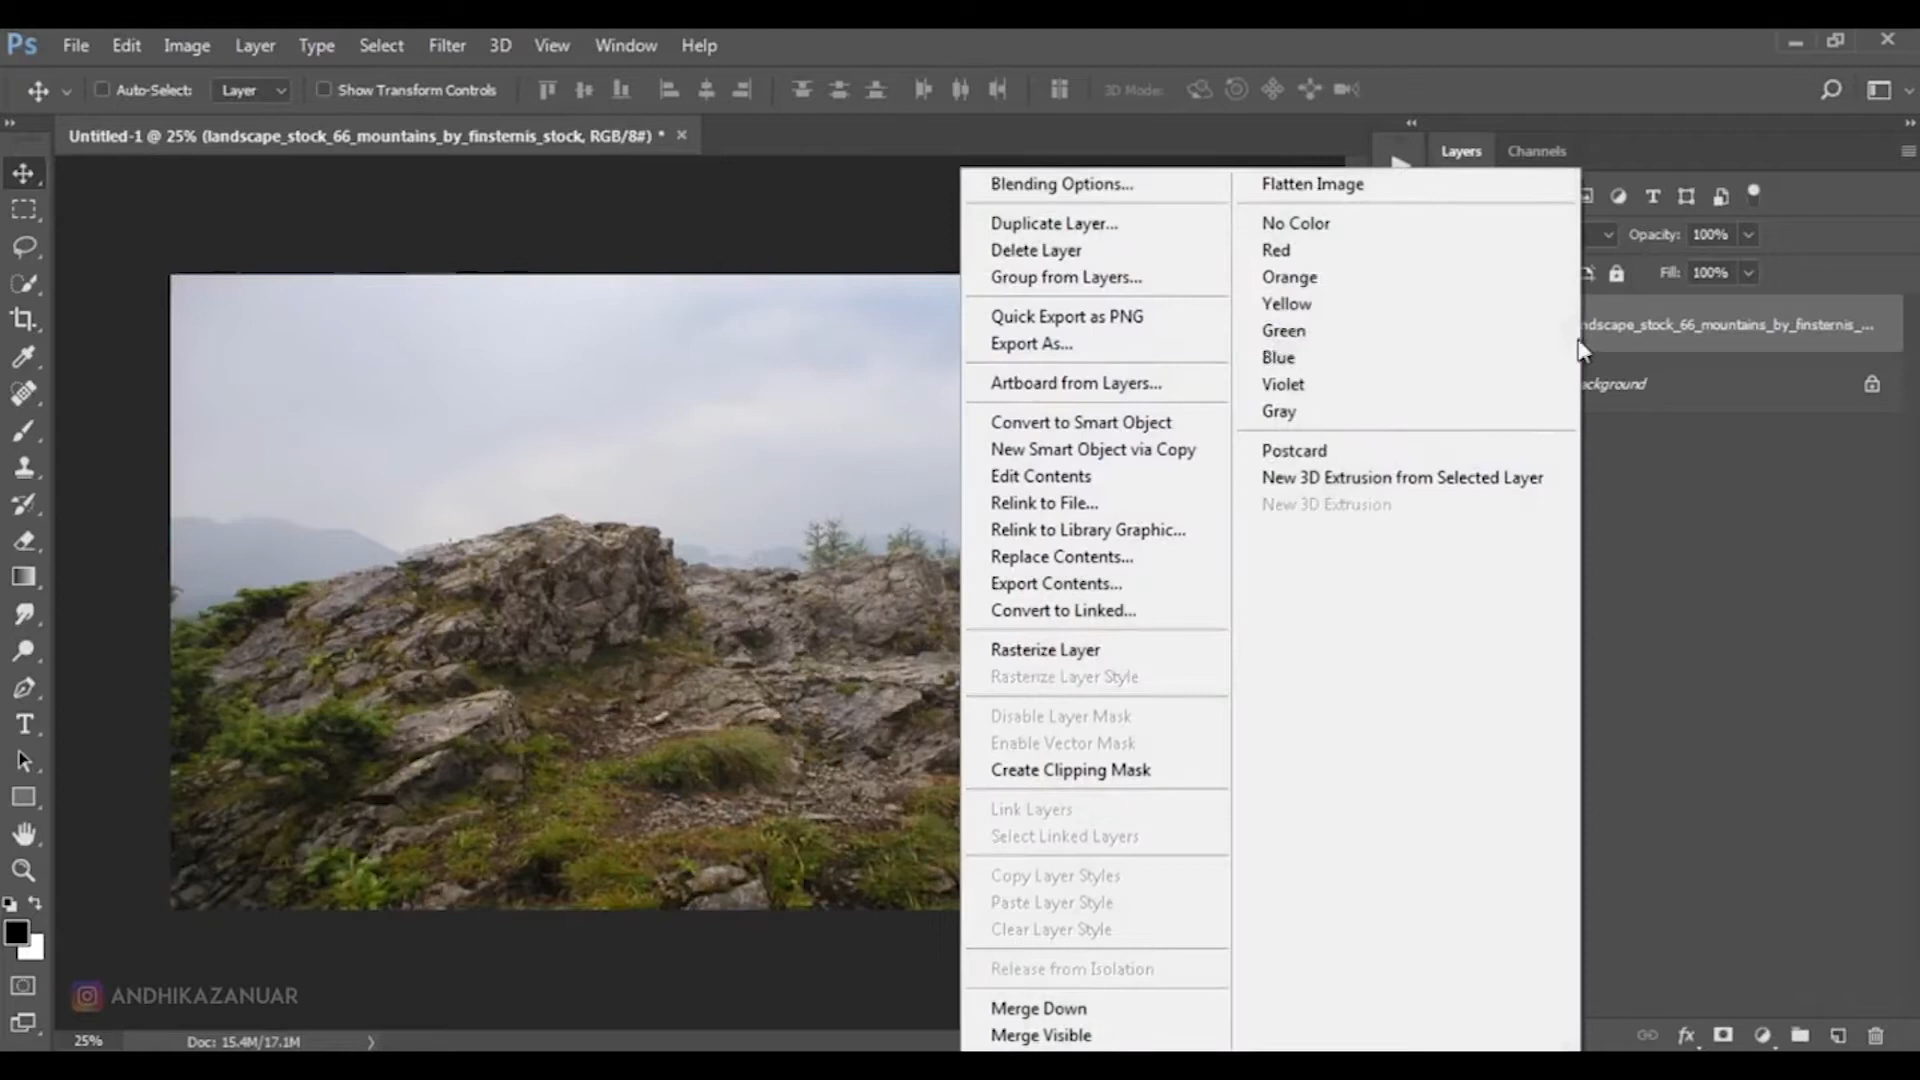 Ps File Edit Image Layer Type Select Filter 3D View Window Help
Auto-Select: Layer Show Transform Controls 3D Mode:
Untitled-1 @ 25% (landscape_stock_66_mountains_by_finsternis_stock, RGB/8#) * ×
Layers Channels
Blending Options...
Duplicate Layer...
Delete Layer
Group from Layers...
Quick Export as PNG
Export As...
Artboard from Layers...
Convert to Smart Object
New Smart Object via Copy
Edit Contents
Relink to File...
Relink to Library Graphic...
Replace Contents...
Export Contents...
Convert to Linked...
Rasterize Layer
Rasterize Layer Style
Disable Layer Mask
Enable Vector Mask
Create Clipping Mask
Link Layers
Select Linked Layers
Copy Layer Styles
Paste Layer Style
Clear Layer Style
Release from Isolation
Merge Down
Merge Visible
Flatten Image
No Color
Red
Orange
Yellow
Green
Blue
Violet
Gray
Postcard
New 3D Extrusion from Selected Layer
New 3D Extrusion
Opacity: 100%
Fill: 100%
ndscape_stock_66_mountains_by_finsternis_...
ackground
ANDHIKAZANUAR
25% Doc: 15.4M/17.1M